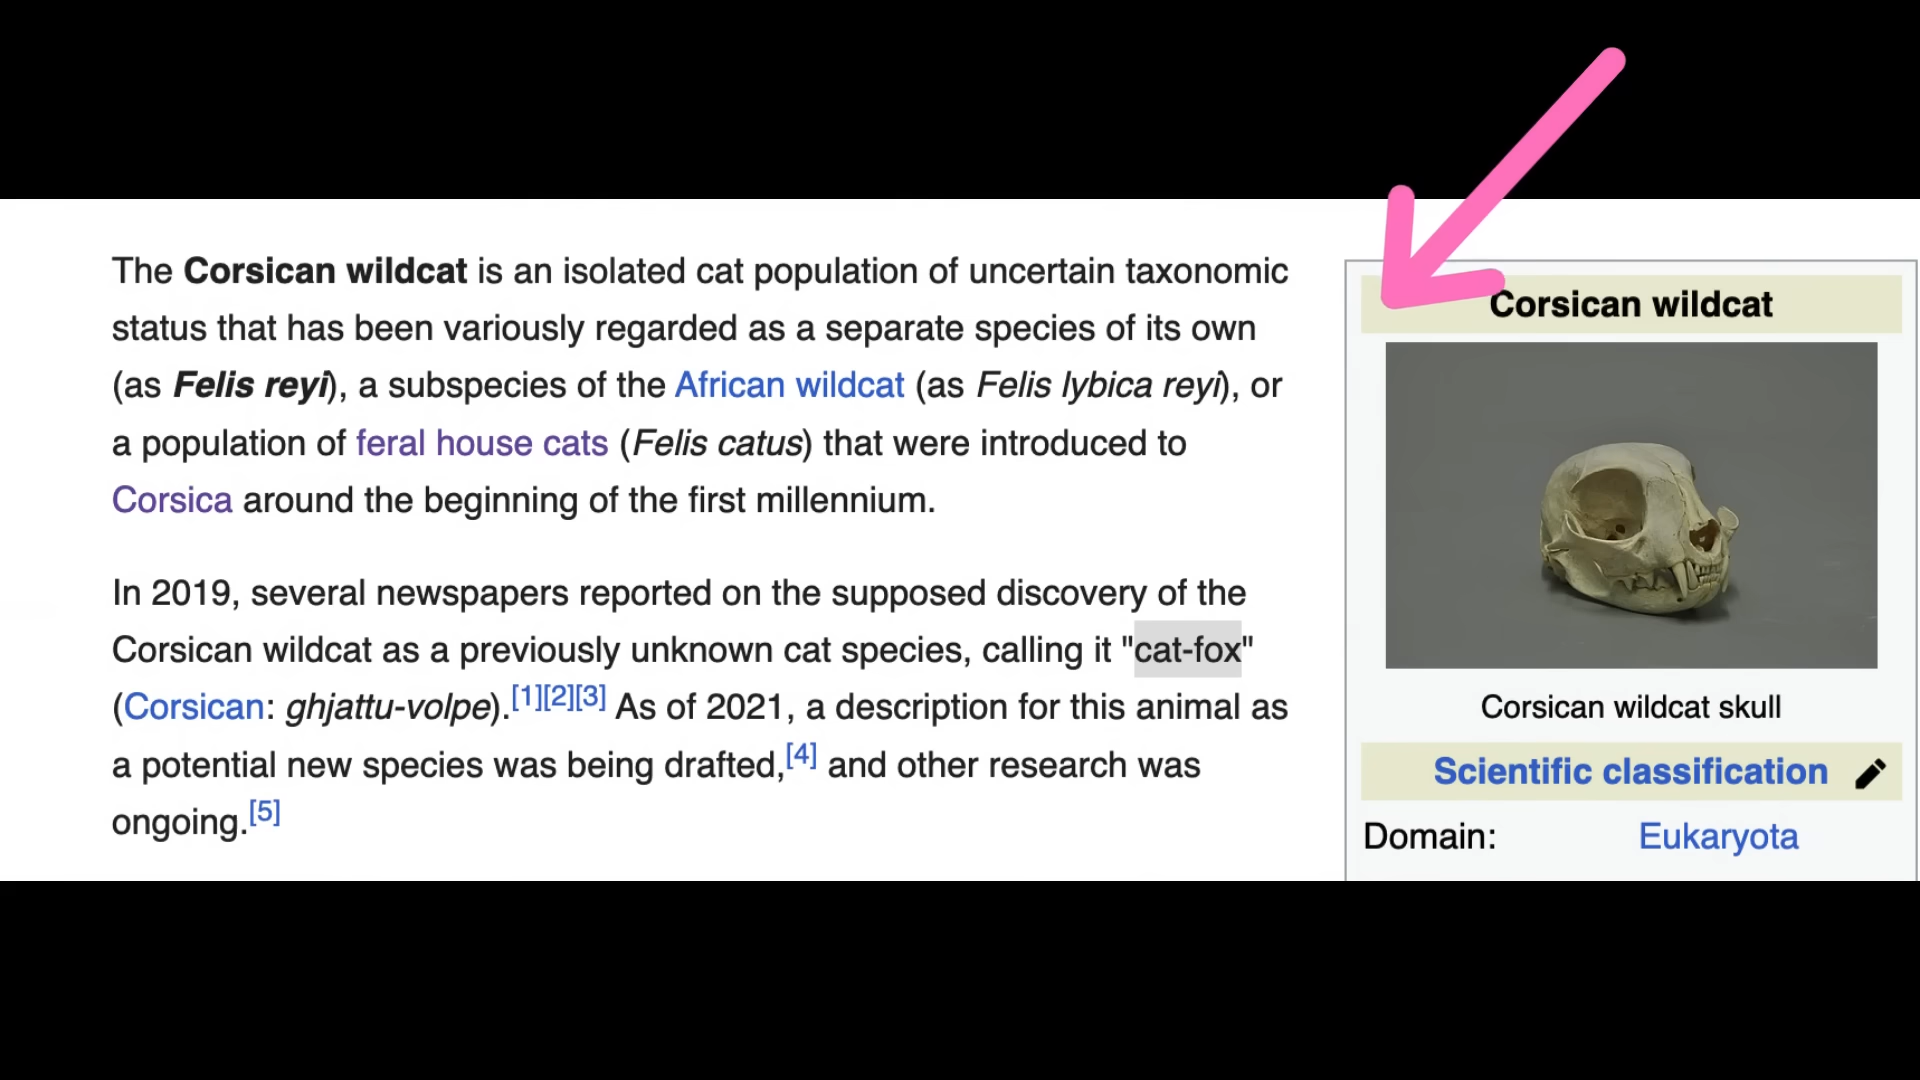 The Corsican wildcat is an isolated cat population of uncertain taxonomic
status that has been variously regarded as a separate species of its own
(as Felis reyi), a subspecies of the African wildcat (as Felis lybica reyi), or
a population of feral house cats (Felis catus) that were introduced to
Corsica around the beginning of the first millennium.
In 2019, several newspapers reported on the supposed discovery of the
Corsican wildcat as a previously unknown cat species, calling it "cat-fox"
(Corsican: ghjattu-volpe).[1][2][3] As of 2021, a description for this animal as
a potential new species was being drafted,[4] and other research was
ongoing.[5]
Corsican wildcat
Corsican wildcat skull
Scientific classification
Domain: Eukaryota